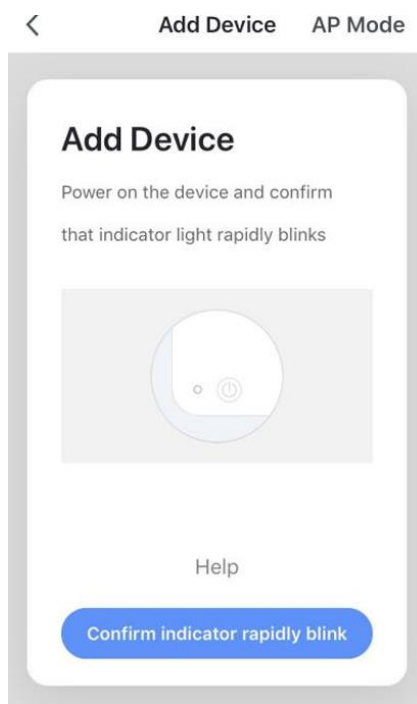 Add Device AP Mode
Add Device
Power on the device and confirm
that indicator light rapidly blinks
Help
Confirm indicator rapidly blink